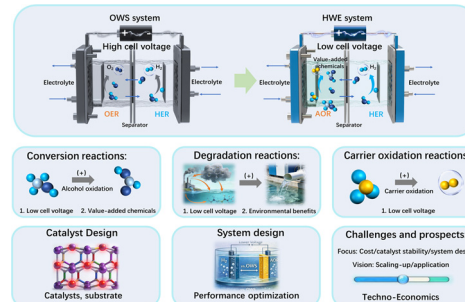 OWS system
HWE system
High cell voltage
Low cell voltage
Value-added
chemicals
O₂
H₂
H₂
Electrolyte
Electrolyte
Electrolyte
Electrolyte
OER
HER
AOR
HER
Separator
Separator
Conversion reactions:
(+)
Alcohol oxidation
1. Low cell voltage
2. Value-added chemicals
Degradation reactions:
(+)
1. Low cell voltage
2. Environmental benefits
Carrier oxidation reactions
(+)
Carrier oxidation
1. Low cell voltage
Catalyst Design
Catalysts, substrate
System design
OWS
Performance optimization
Challenges and prospects
Focus: Cost/catalyst stability/system des
Vision: Scaling-up/application
Techno-Economics